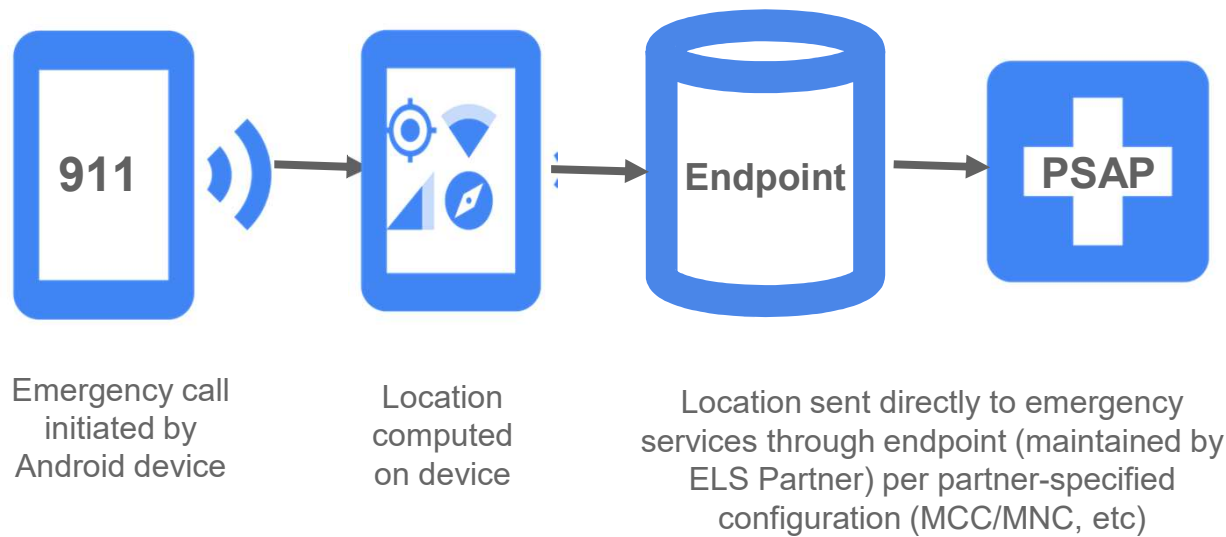 911
Endpoint
PSAP
Emergency call
initiated by
Android device
Location
computed
on device
Location sent directly to emergency
services through endpoint (maintained by
ELS Partner) per partner-specified
configuration (MCC/MNC, etc)